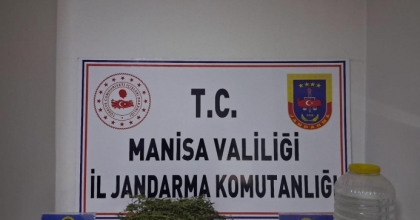 T.C.
MANİSA VALİLİĞİ
İL JANDARMA KOMUTANLIĞI